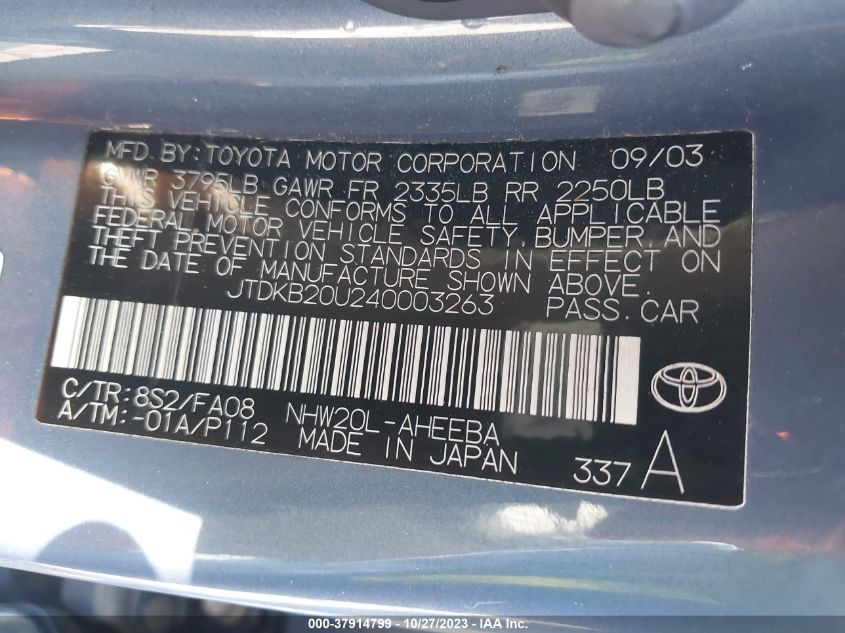 MFD BY: TOYOTA MOTOR CORPORATION 09/03
GVWR 3795LB GAWR FR 2335LB RR 2250LB
THIS VEHICLE CONFORMS TO ALL APPLICABLE
FEDERAL MOTOR VEHICLE SAFETY, BUMPER, AND
THEFT PREVENTION STANDARDS IN EFFECT ON
THE DATE OF MANUFACTURE SHOWN ABOVE.
JTDKB20U240003263 PASS. CAR
C/TR: 8S2/FA08 NHW20L-AHEEBA
A/TM: -01A/P112 MADE IN JAPAN
337 A
000-37914799 - 10/27/2023 - IAA Inc.